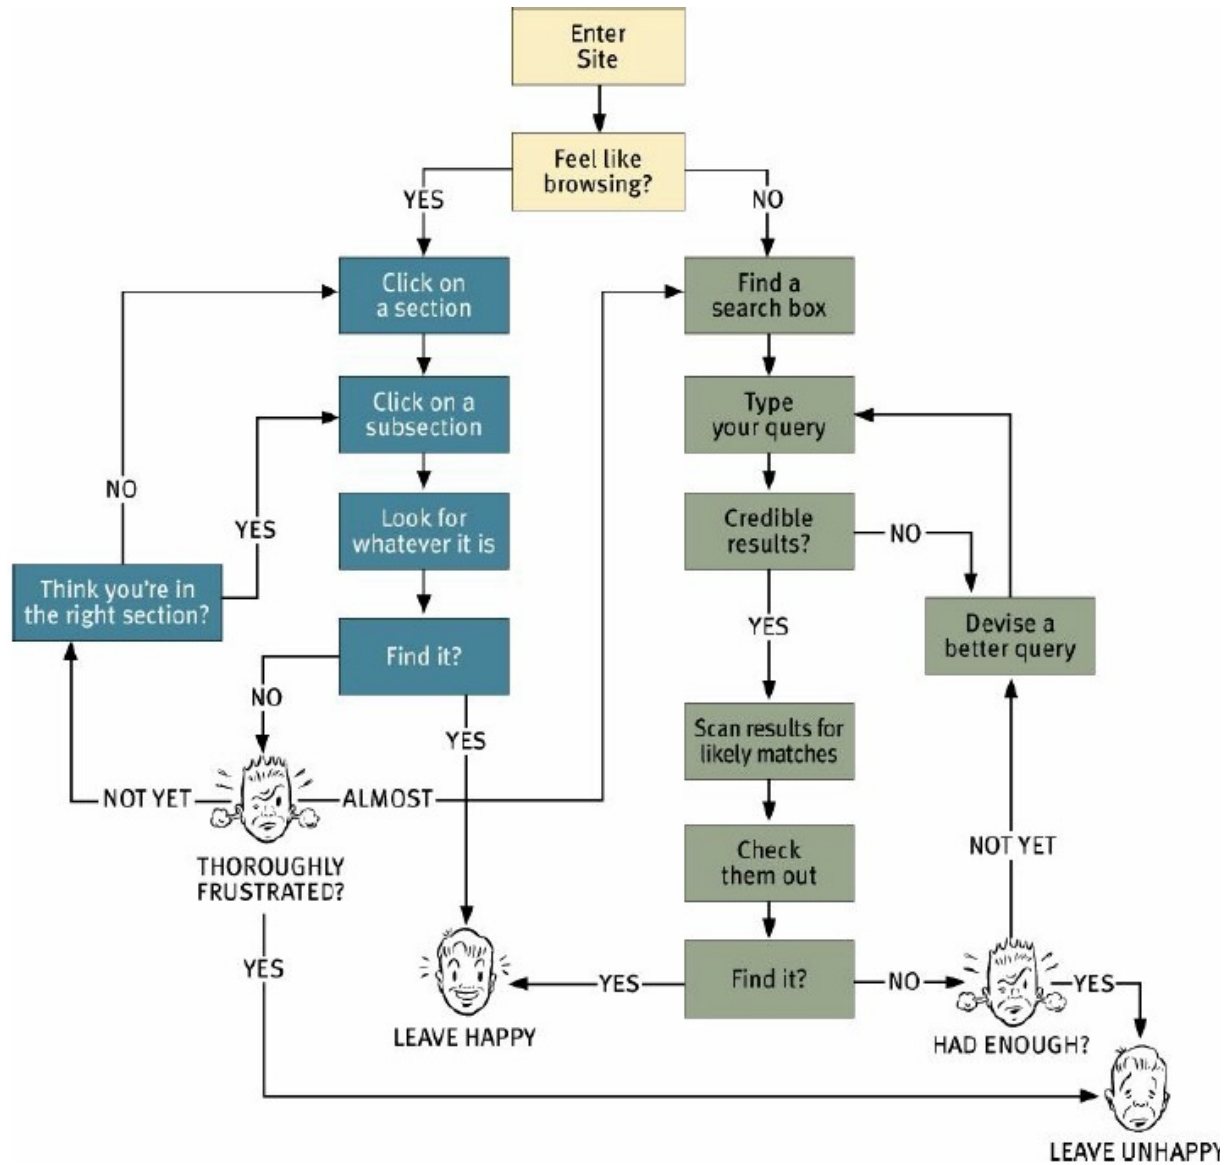 Enter
Site
Feel like
browsing?
YES
NO
Click on
a section
Find a
search box
Click on a
subsection
Type
your query
NO
YES
Look for
whatever it is
Credible
results?
NO
Think you're in
the right section?
Find it?
YES
Devise a
better query
NO
YES
Scan results for
likely matches
NOT YET
ALMOST
THOROUGHLY
FRUSTRATED?
Check
them out
NOT YET
YES
LEAVE HAPPY
YES
Find it?
NO
YES
HAD ENOUGH?
LEAVE UNHAPPY